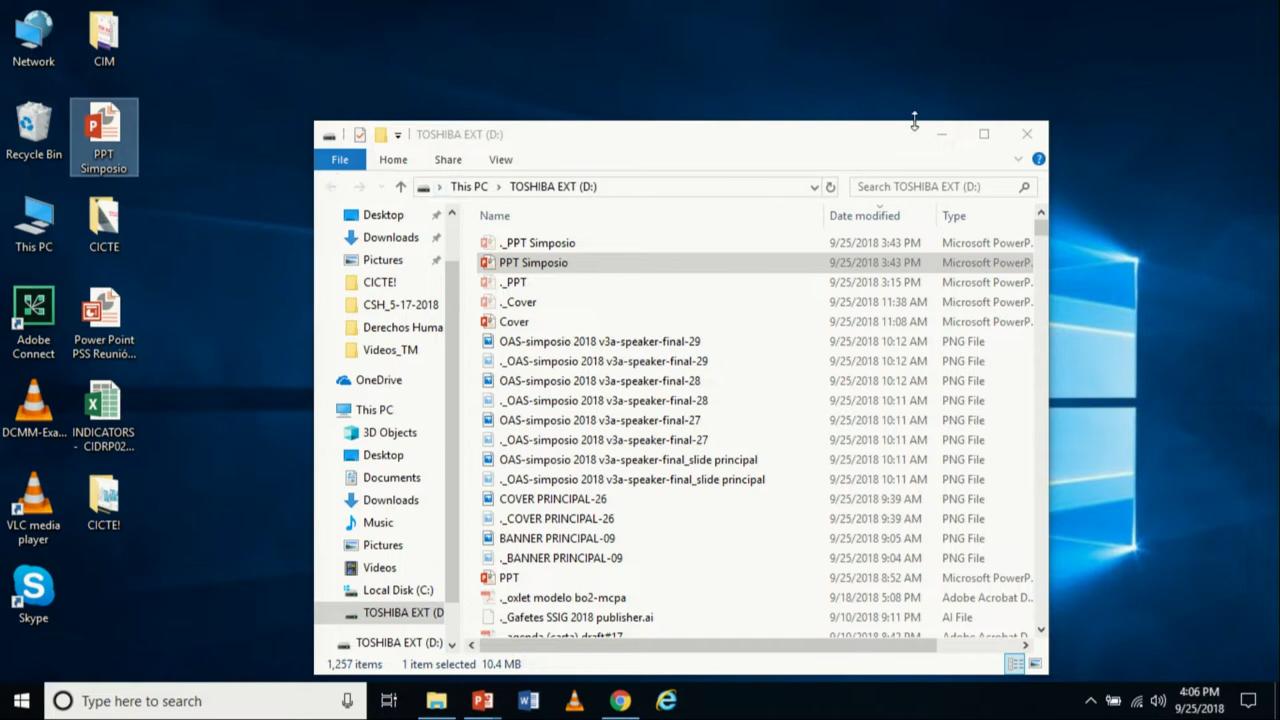 Network
CIM
Recycle Bin
PPT
Simposio
This PC
CICTE
Adobe
Connect
Power Point
PSS Reunió...
DCMM-Exa...
INDICATORS
- CIDRP02...
VLC media
player
CICTE!
Skype
TOSHIBA EXT (D:)
File
Home
Share
View
This PC
TOSHIBA EXT (D:)
Search TOSHIBA EXT (D:)
Desktop
Downloads
Pictures
CICTE!
CSH_5-17-2018
Derechos Huma
Videos_TM
OneDrive
This PC
3D Objects
Desktop
Documents
Downloads
Music
Pictures
Videos
Local Disk (C:)
TOSHIBA EXT (D
TOSHIBA EXT (D:)
Name Date modified Type
._PPT Simposio 9/25/2018 3:43 PM Microsoft PowerP...
PPT Simposio 9/25/2018 3:43 PM Microsoft PowerP...
._PPT 9/25/2018 3:15 PM Microsoft PowerP...
._Cover 9/25/2018 11:38 AM Microsoft PowerP...
Cover 9/25/2018 11:08 AM Microsoft PowerP...
OAS-simposio 2018 v3a-speaker-final-29 9/25/2018 10:12 AM PNG File
._OAS-simposio 2018 v3a-speaker-final-29 9/25/2018 10:12 AM PNG File
OAS-simposio 2018 v3a-speaker-final-28 9/25/2018 10:12 AM PNG File
._OAS-simposio 2018 v3a-speaker-final-28 9/25/2018 10:11 AM PNG File
OAS-simposio 2018 v3a-speaker-final-27 9/25/2018 10:11 AM PNG File
._OAS-simposio 2018 v3a-speaker-final-27 9/25/2018 10:11 AM PNG File
OAS-simposio 2018 v3a-speaker-final_slide principal 9/25/2018 10:11 AM PNG File
._OAS-simposio 2018 v3a-speaker-final_slide principal 9/25/2018 10:11 AM PNG File
COVER PRINCIPAL-26 9/25/2018 9:39 AM PNG File
._COVER PRINCIPAL-26 9/25/2018 9:39 AM PNG File
BANNER PRINCIPAL-09 9/25/2018 9:05 AM PNG File
._BANNER PRINCIPAL-09 9/25/2018 9:04 AM PNG File
PPT 9/25/2018 8:52 AM Microsoft PowerP...
._oxlet modelo bo2-mcpa 9/18/2018 5:08 PM Adobe Acrobat D...
._Gafetes SSIG 2018 publisher.ai 9/10/2018 9:11 PM AI File
._agenda (carta) draft#17 9/10/2018 8:42 PM Adobe Acrobat D...
1,257 items 1 item selected 10.4 MB
Type here to search
4:06 PM
9/25/2018